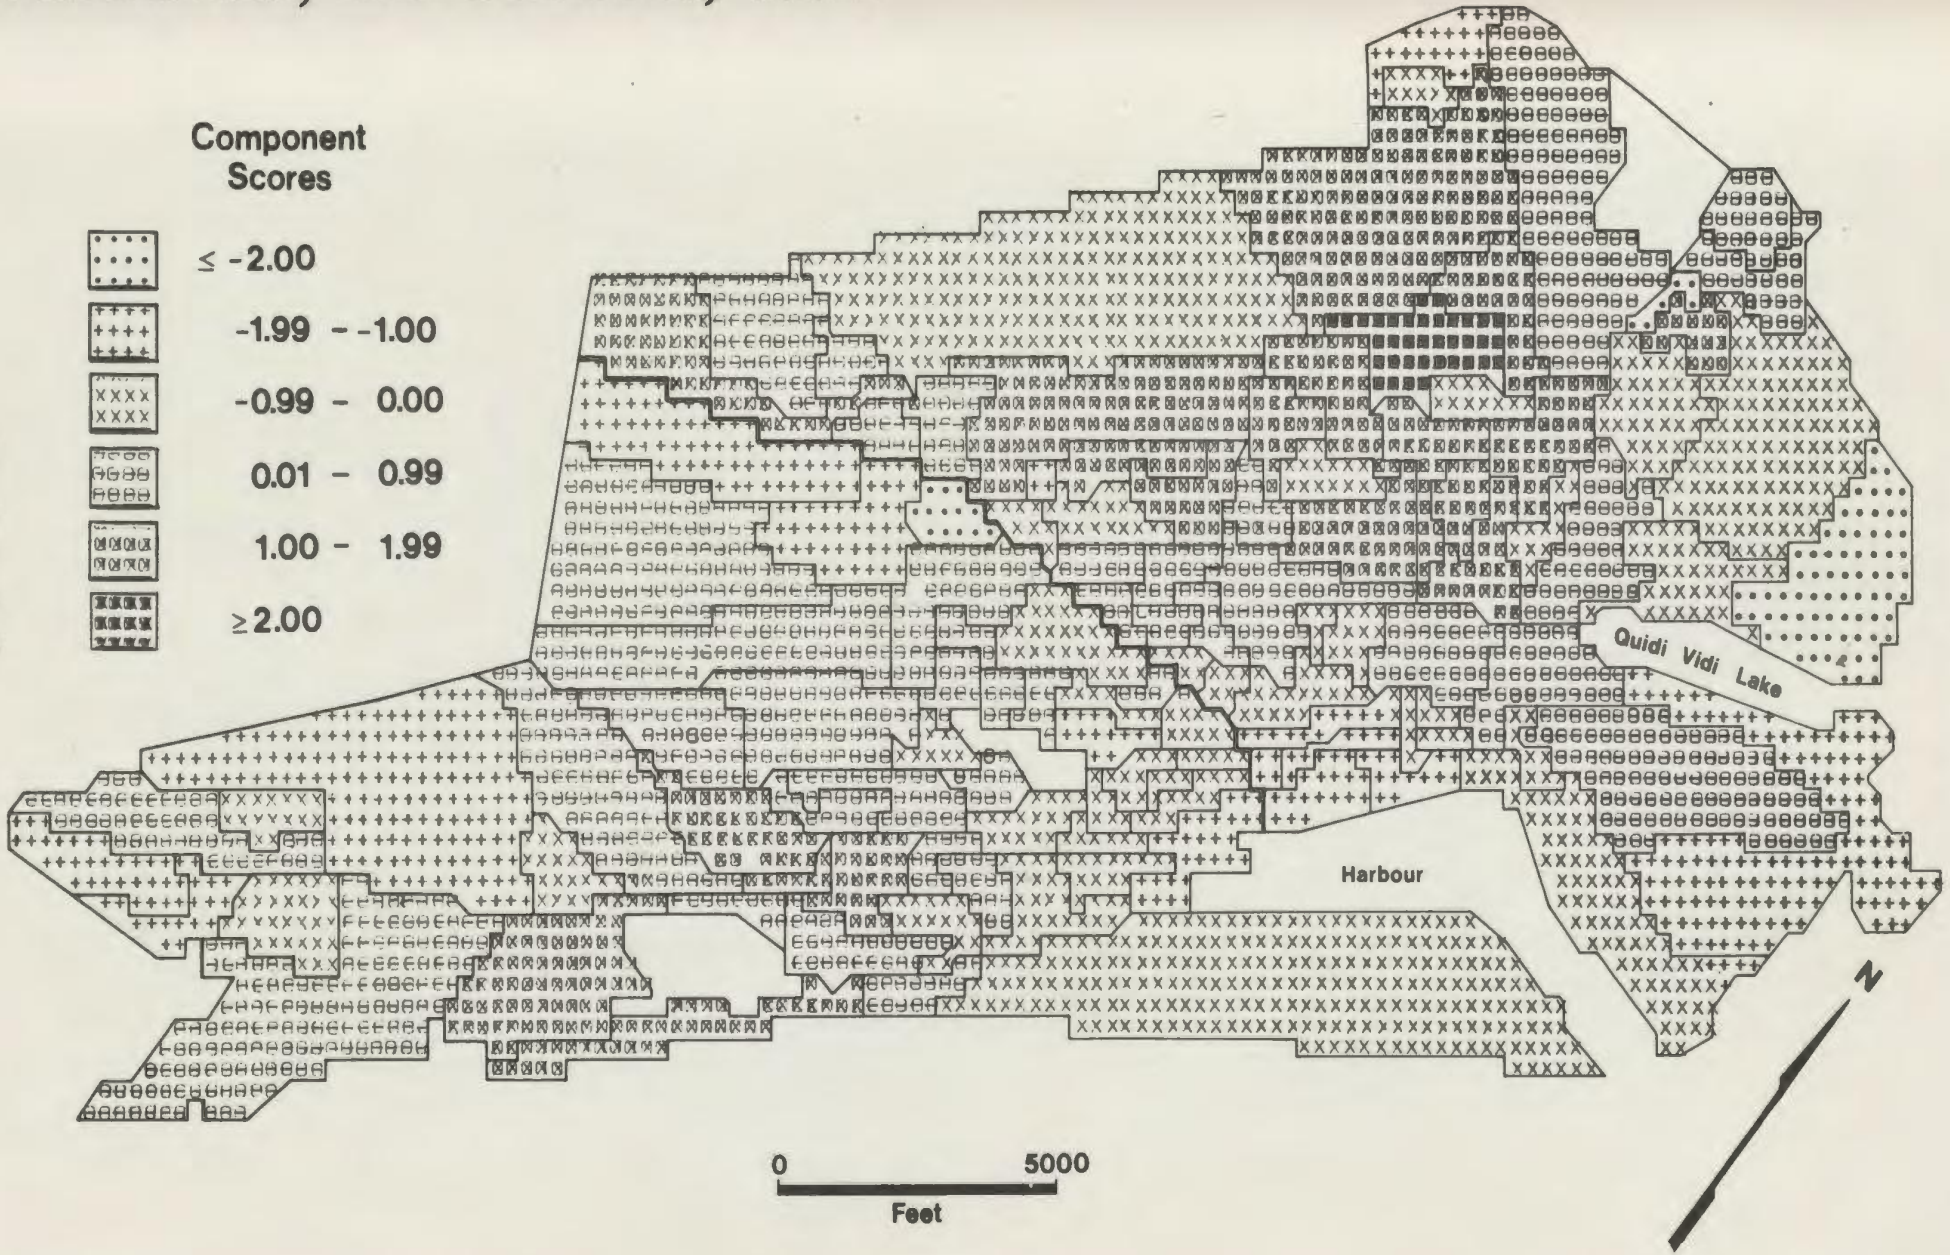 Component
Scores
≤ -2.00
-1.99 - -1.00
-0.99 - 0.00
0.01 - 0.99
1.00 - 1.99
≥ 2.00
Quidi Vidi Lake
Harbour
N
0 5000
Feet